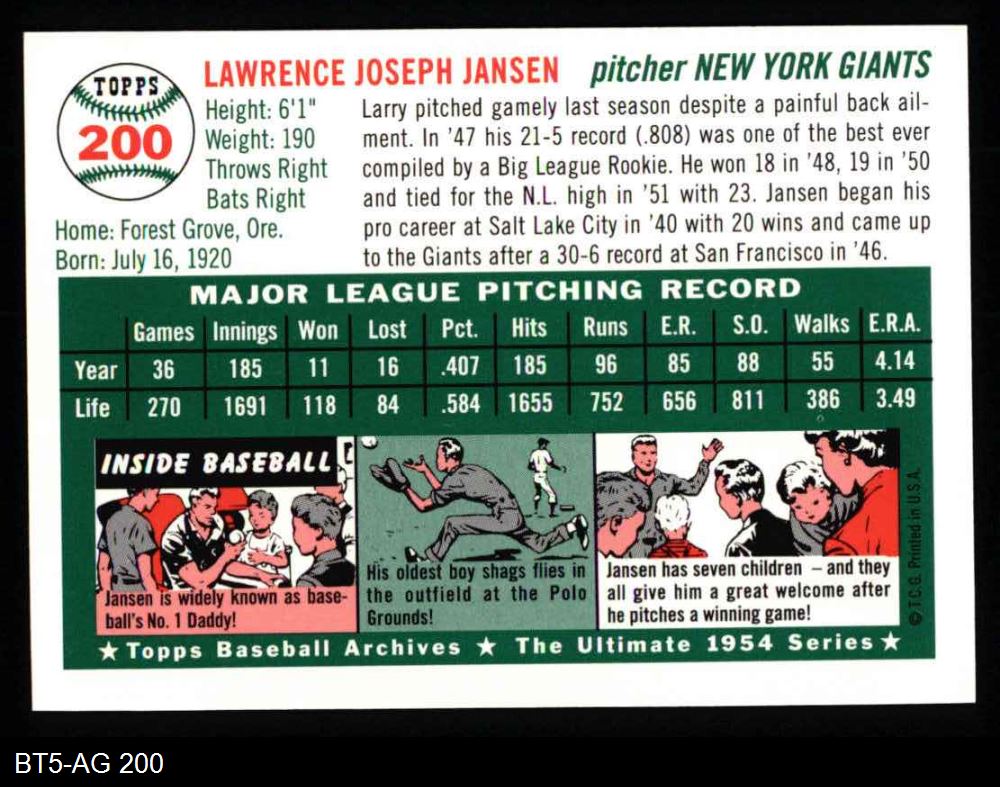 TOPPS
200
LAWRENCE JOSEPH JANSEN pitcher NEW YORK GIANTS
Height: 6'1"
Weight: 190
Throws Right
Bats Right
Home: Forest Grove, Ore.
Born: July 16, 1920
Larry pitched gamely last season despite a painful back ail-
ment. In '47 his 21-5 record (.808) was one of the best ever
compiled by a Big League Rookie. He won 18 in '48, 19 in '50
and tied for the N.L. high in '51 with 23. Jansen began his
pro career at Salt Lake City in '40 with 20 wins and came up
to the Giants after a 30-6 record at San Francisco in '46.
MAJOR LEAGUE PITCHING RECORD
Games Innings Won Lost Pct. Hits Runs E.R. S.O. Walks E.R.A.
Year 36 185 11 16 .407 185 96 85 88 55 4.14
Life 270 1691 118 84 .584 1655 752 656 811 386 3.49
INSIDE BASEBALL
Jansen is widely known as base-
ball's No. 1 Daddy!
His oldest boy shags flies in
the outfield at the Polo
Grounds!
Jansen has seven children – and they
all give him a great welcome after
he pitches a winning game!
© T.C.G. Printed in U.S.A.
★ Topps Baseball Archives ★ The Ultimate 1954 Series ★
BT5-AG 200